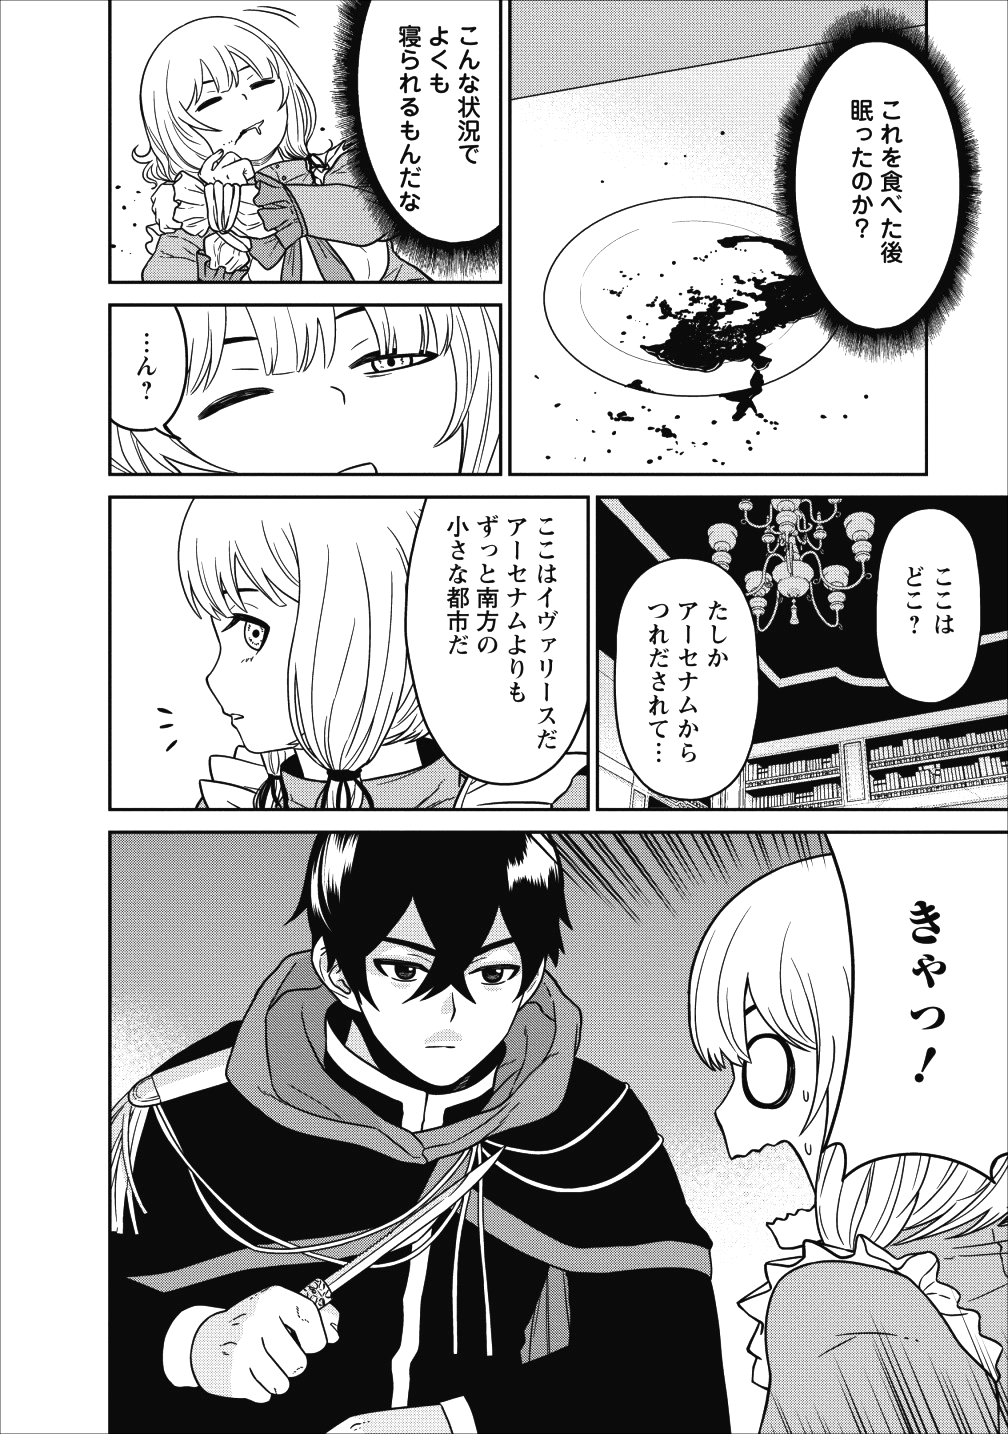 これを食べた後
眠ったのか?
こんな状況で
よくも
寝られるもんだな
…ん?
ここは
どこ?
たしか
アーセナムから
つれだされて…
ここはイヴァリースだ
アーセナムよりも
ずっと南方の
小さな都市だ
きゃっ!